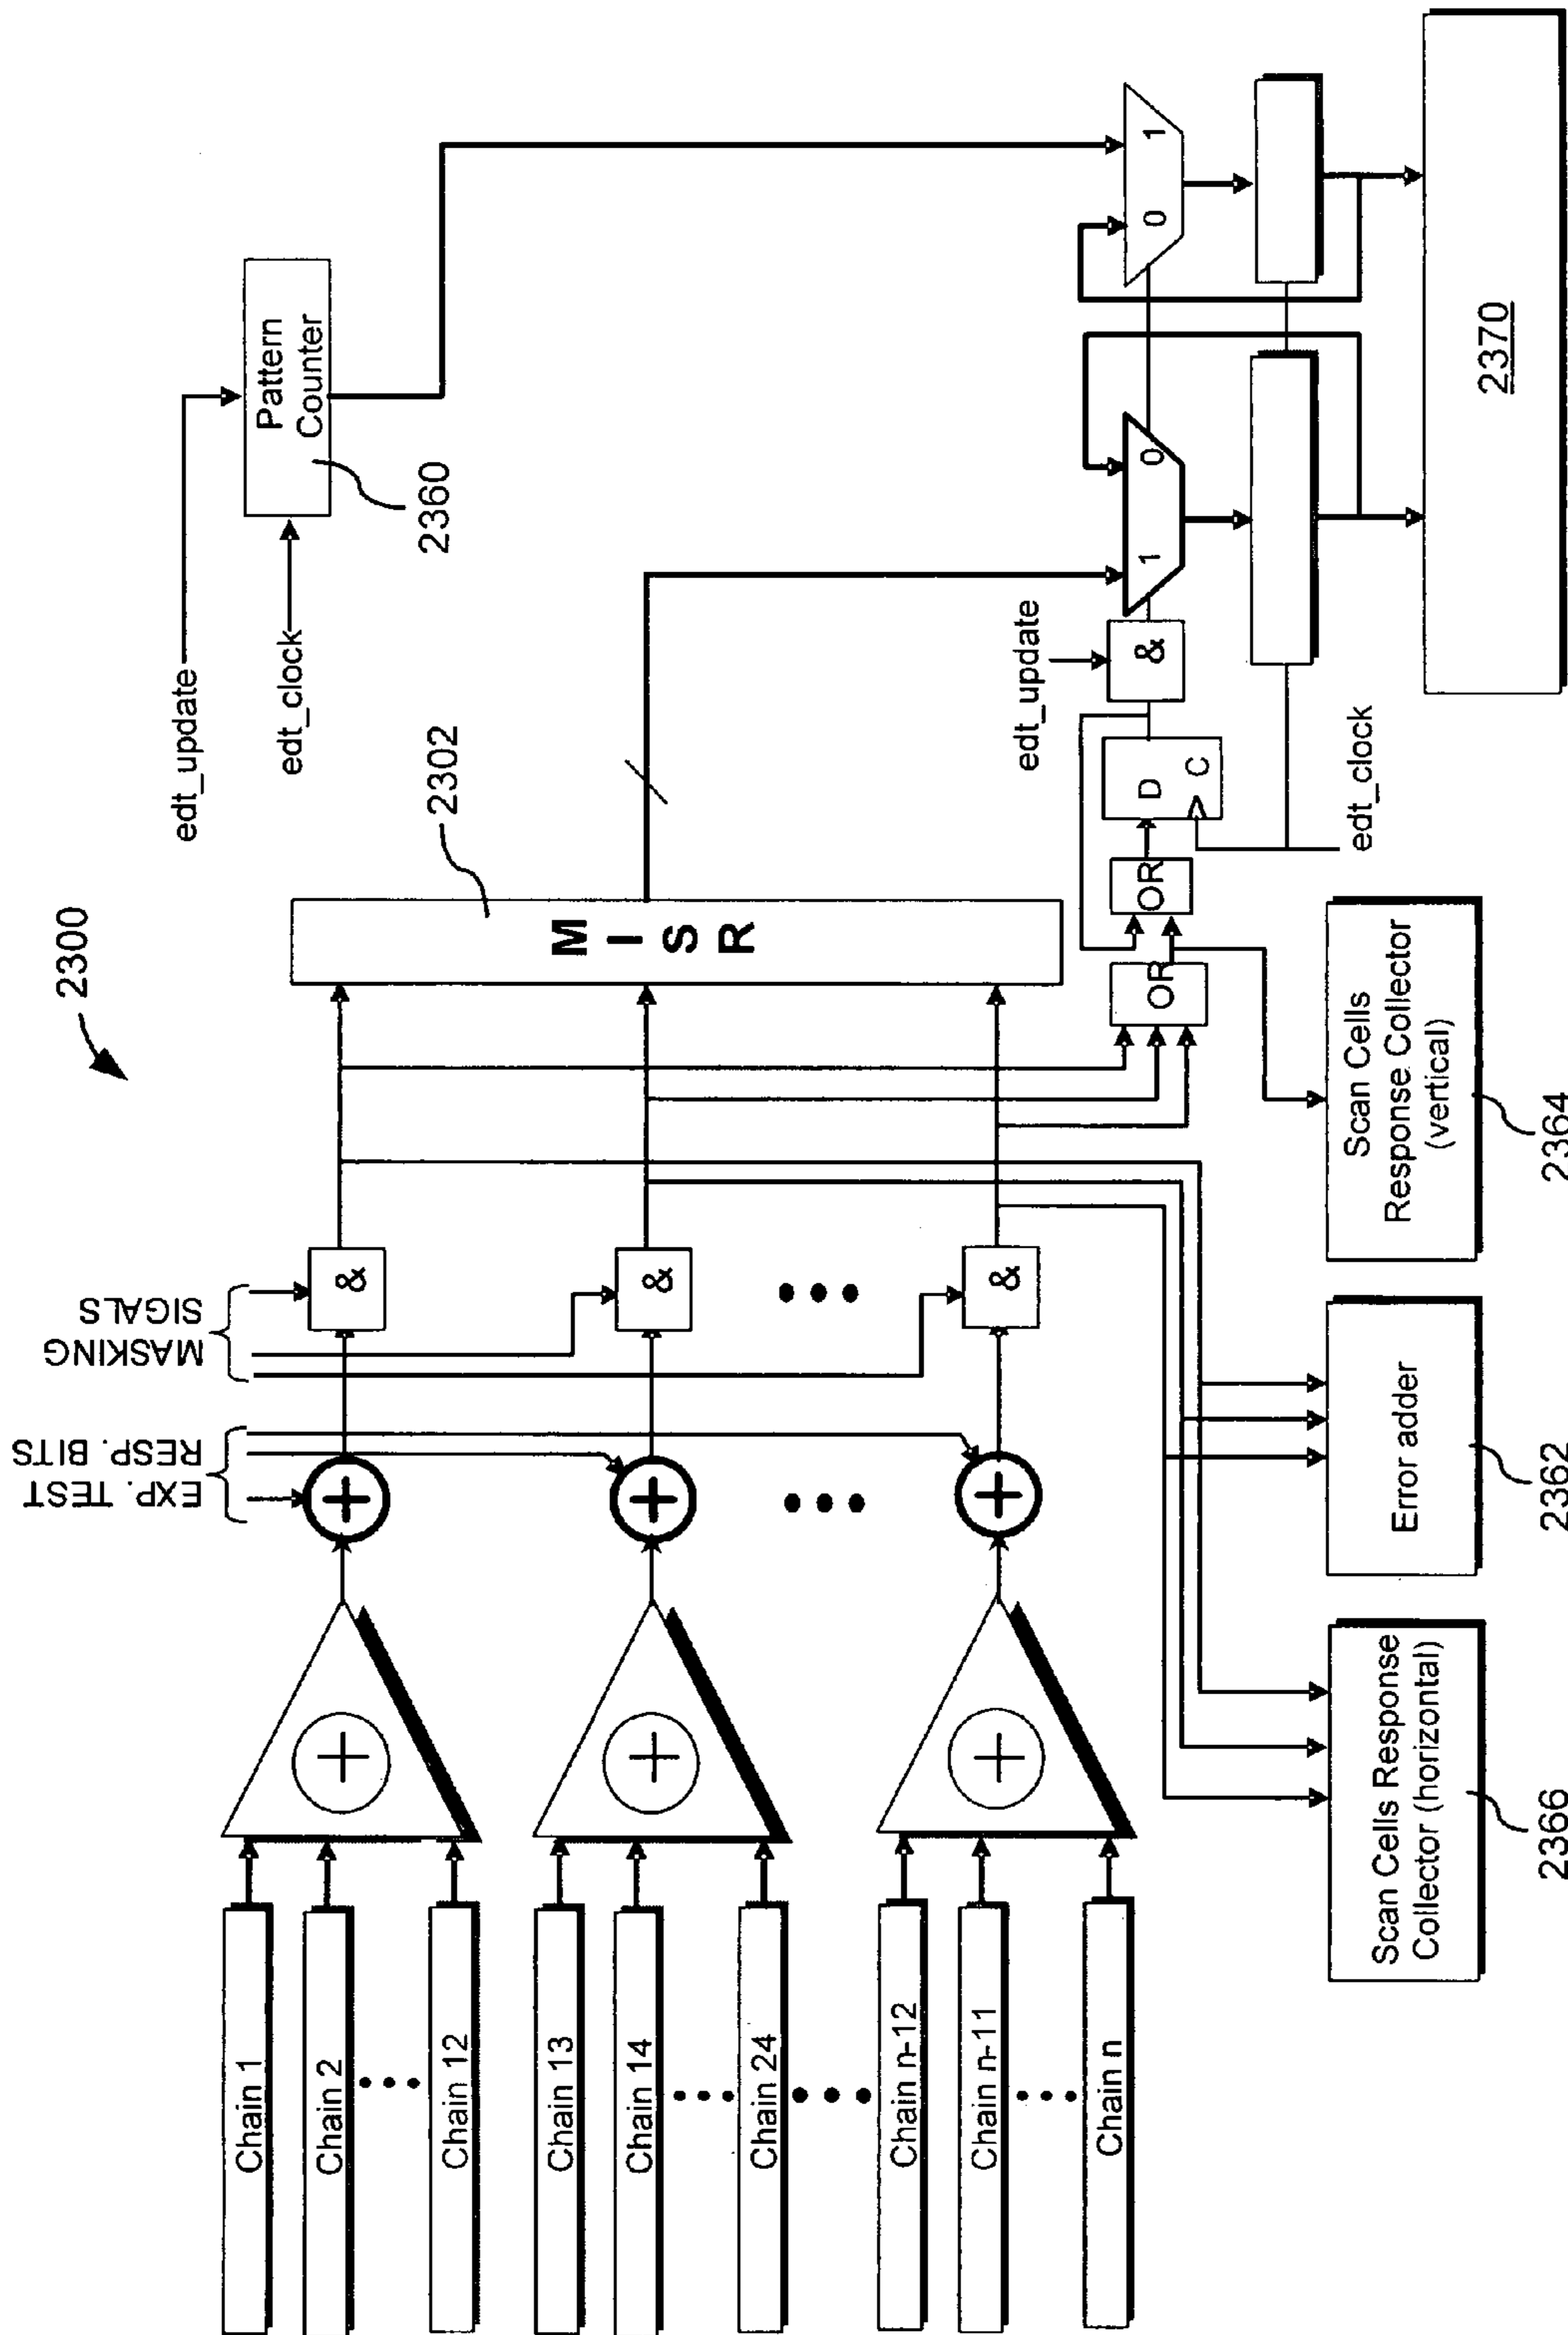 2300
Chain 1
Chain 2
Chain 12
Chain 13
Chain 14
Chain 24
Chain n-12
Chain n-11
Chain n
EXP. TEST
RESP. BITS
MASKING
SIGALS
&
&
&
M
I
S
R
2302
edt_update
edt_clock
Pattern
Counter
2360
OR
OR
D
C
edt_clock
edt_update
&
1
0
0
1
Scan Cells Response
Collector (horizontal)
2366
Error adder
2362
Scan Cells
Response Collector
(vertical)
2364
2370